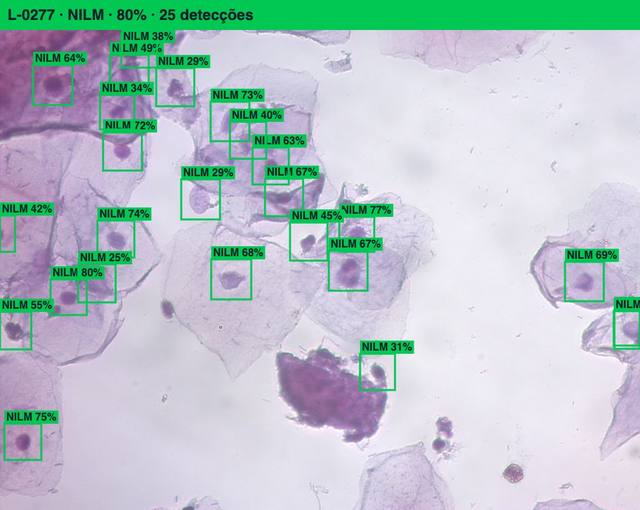 L-0277 · NILM · 80% · 25 detecções
NILM 38%
NILM 49%
NILM 64%
NILM 29%
NILM 34%
NILM 73%
NILM 40%
NILM 72%
NILM 63%
NILM 67%
NILM 29%
NILM 42%
NILM 74%
NILM 45%
NILM 77%
NILM 67%
NILM 68%
NILM 25%
NILM 69%
NILM 80%
NILM 55%
NILM
NILM 31%
NILM 75%